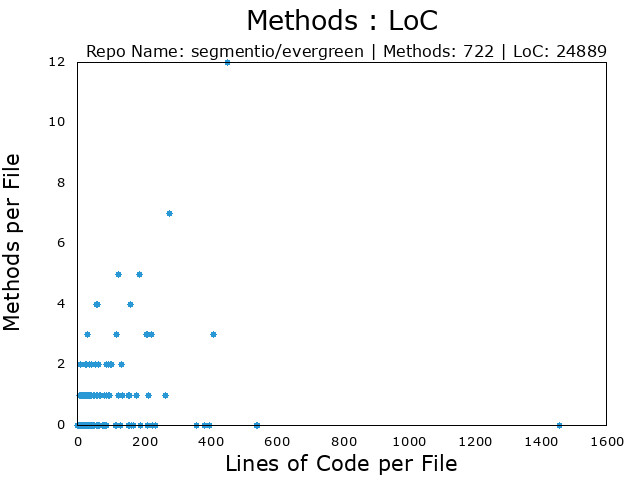 Methods : LoC
Repo Name: segmentio/evergreen | Methods: 722 | LoC: 24889
12
10
8
6
4
2
0
Methods per File
0 200 400 600 800 1000 1200 1400 1600
Lines of Code per File